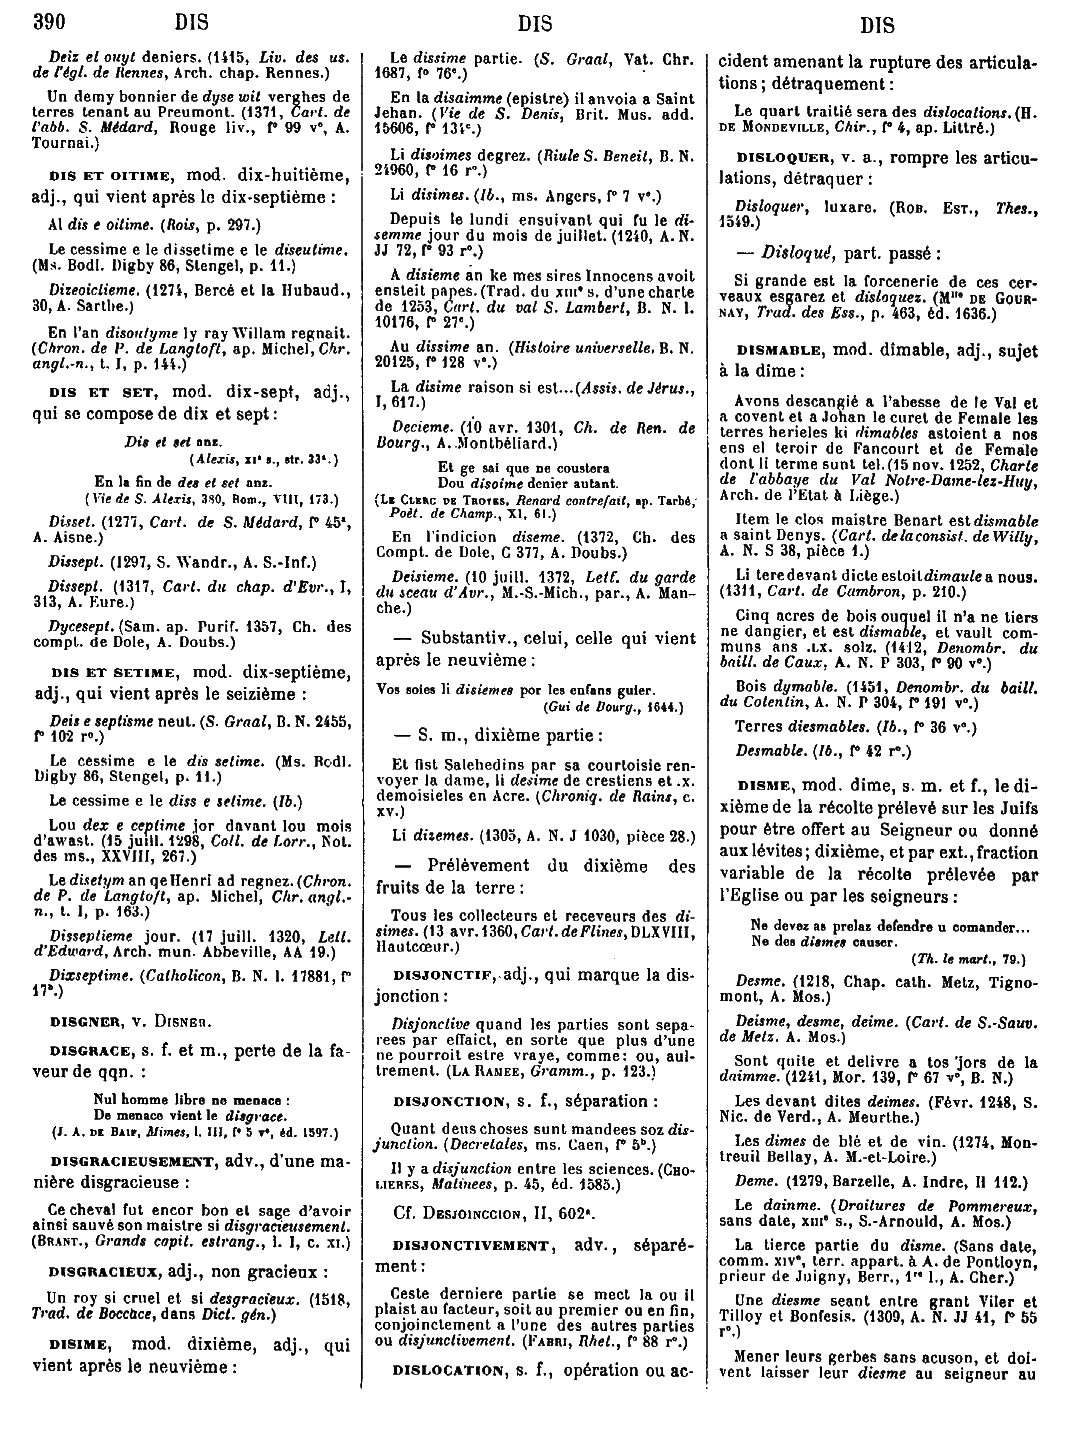 390 DIS DIS DIS
Deiz et ouyt deniers. (1415, Liv. des us.
de l'égl. de Rennes, Arch. chap. Rennes.)
Un demy bonnier de dyse wit verghes de
terres tenant au Preumont. (1371, Cart. de
l'abb. S. Médard, Rouge liv., f° 99 v°, A.
Tournai.)
DIS ET OITIME, mod. dix-huitième,
adj., qui vient après le dix-septième :
Al dis e oitime. (Rois, p. 297.)
Le cessime e le dissetime e le diseutime.
(Ms. Bodl. Digby 86, Stengel, p. 11.)
Dizeoictieme. (1274, Bercé et la Hubaud.,
30, A. Sarthe.)
En l'an disoutyme ly ray Willam regnait.
(Chron. de P. de Langtoft, ap. Michel, Chr.
angl.-n., t. I, p. 144.)
DIS ET SET, mod. dix-sept, adj.,
qui se compose de dix et sept :
Dis et set anz.
(Alexis, XIe s., str. 33a.)
En la fin de des et set anz.
(Vie de S. Alexis, 380, Rom., VIII, 173.)
Disset. (1277, Cart. de S. Médard, f° 45a,
A. Aisne.)
Dissept. (1297, S. Wandr., A. S.-Inf.)
Dissept. (1317, Cart. du chap. d'Evr., I,
313, A. Eure.)
Dycesept. (Sam. ap. Purif. 1357, Ch. des
compt. de Dole, A. Doubs.)
DIS ET SETIME, mod. dix-septième,
adj., qui vient après le seizième :
Deis e septisme neut. (S. Graal, B. N. 2455,
f° 102 r°.)
Le cessime e le dis setime. (Ms. Bodl.
Digby 86, Stengel, p. 11.)
Le cessime e le diss e setime. (Ib.)
Lou dex e ceptime jor davant lou mois
d'awast. (15 juill. 1298, Coll. de Lorr., Not.
des ms., XXVIII, 267.)
Le disetym an qe Henri ad regnez. (Chron.
de P. de Langtoft, ap. Michel, Chr. angl.-
n., t. I, p. 163.)
Disseptieme jour. (17 juill. 1320, Lett.
d'Edward, Arch. mun. Abbeville, AA 19.)
Dixseptime. (Catholicon, B. N. l. 17881, f°
17b.)
DISGNER, v. DISNER.
DISGRACE, s. f. et m., perte de la fa-
veur de qqn. :
Nul homme libre ne menace :
De menace vient le disgrace.
(J. A. DE BAIF, Mimes, l. III, f° 5 v°, éd. 1597.)
DISGRACIEUSEMENT, adv., d'une ma-
nière disgracieuse :
Ce cheval fut encor bon et sage d'avoir
ainsi sauvé son maistre si disgracieusement.
(BRANT., Grands capit. estrang., l. I, c. XI.)
DISGRACIEUX, adj., non gracieux :
Un roy si cruel et si desgracieux. (1518,
Trad. de Boccace, dans Dict. gén.)
DISIME, mod. dixième, adj., qui
vient après le neuvième :
Le dissime partie. (S. Graal, Vat. Chr.
1687, f° 76c.)
En la disaimme (epistre) il anvoia a Saint
Jehan. (Vie de S. Denis, Brit. Mus. add.
15606, f° 131c.)
Li disoimes degrez. (Riule S. Beneit, B. N.
24960, f° 16 r°.)
Li disimes. (Ib., ms. Angers, f° 7 v°.)
Depuis le lundi ensuivant qui fu le di-
semme jour du mois de juillet. (1240, A. N.
JJ 72, f° 93 r°.)
A disieme an ke mes sires Innocens avoit
ensteit papes. (Trad. du XIIIe s. d'une charte
de 1253, Cart. du val S. Lambert, B. N. l.
10176, f° 27c.)
Au dissime an. (Histoire universelle, B. N.
20125, f° 128 v°.)
La disime raison si est... (Assis. de Jérus.,
I, 617.)
Decieme. (10 avr. 1301, Ch. de Ren. de
Bourg., A. Montbéliard.)
Et ge sai que ne coustera
Dou disoime denier autant.
(LE CLERC DE TROYES, Renard contrefait, ap. Tarbé,
Poët. de Champ., XI, 61.)
En l'indicion diseme. (1372, Ch. des
Compt. de Dole, C 377, A. Doubs.)
Deisieme. (10 juill. 1372, Lett. du garde
du sceau d'Avr., M.-S.-Mich., par., A. Man-
che.)
— Substantiv., celui, celle qui vient
après le neuvième :
Vos soles li disiemes por les enfans guier.
(Gui de Bourg., 1644.)
— S. m., dixième partie :
Et fist Salehedins par sa courtoisie ren-
voyer la dame, li desime de crestiens et .x.
demoisieles en Acre. (Chroniq. de Rains, c.
XV.)
Li dizemes. (1305, A. N. J 1030, pièce 28.)
— Prélèvement du dixième des
fruits de la terre :
Tous les collecteurs et receveurs des di-
simes. (13 avr. 1360, Cart. de Flines, DLXVIII,
Hautcœur.)
DISJONCTIF, adj., qui marque la dis-
jonction :
Disjonctive quand les parties sont sepa-
rees par effaict, en sorte que plus d'une
ne pourroit estre vraye, comme : ou, aul-
trement. (LA RAMEE, Gramm., p. 123.)
DISJONCTION, s. f., séparation :
Quant deus choses sunt mandees soz dis-
junction. (Decretales, ms. Caen, f° 5b.)
Il y a disjunction entre les sciences. (CHO-
LIERES, Matinees, p. 45, éd. 1585.)
Cf. DESJOINCCION, II, 602a.
DISJONCTIVEMENT, adv., séparé-
ment :
Ceste derniere partie se mect la ou il
plaist au facteur, soit au premier ou en fin,
conjoinctement a l'une des autres parties
ou disjunctivement. (FABRI, Rhet., f° 88 r°.)
DISLOCATION, s. f., opération ou ac-
cident amenant la rupture des articula-
tions ; détraquement :
Le quart traitié sera des dislocations. (H.
DE MONDEVILLE, Chir., f° 4, ap. Littré.)
DISLOQUER, v. a., rompre les articu-
lations, détraquer :
Disloquer, luxare. (ROB. EST., Thes.,
1549.)
— Disloqué, part. passé :
Si grande est la forcenerie de ces cer-
veaux esgarez et disloquez. (Mlle DE GOUR-
NAY, Trad. des Ess., p. 463, éd. 1636.)
DISMABLE, mod. dîmable, adj., sujet
à la dîme :
Avons descangié a l'abesse de le Val et
a covent et a Johan le curet de Female les
terres herieles ki dimables astoient a nos
ens el teroir de Fancourt et de Female
dont li terme sunt tel. (15 nov. 1252, Charte
de l'abbaye du Val Notre-Dame-lez-Huy,
Arch. de l'Etat à Liège.)
Item le clos maistre Benart est dismable
a saint Denys. (Cart. de la consist. de Willy,
A. N. S 38, pièce 1.)
Li tere devant dicte estoit dimaule a nous.
(1311, Cart. de Cambron, p. 210.)
Cinq acres de bois ouquel il n'a ne tiers
ne dangier, et est dismable, et vault com-
muns ans .LX. solz. (1412, Denombr. du
baill. de Caux, A. N. P 303, f° 90 v°.)
Bois dymable. (1451, Denombr. du baill.
du Cotentin, A. N. P 304, f° 191 v°.)
Terres diesmables. (Ib., f° 36 v°.)
Desmable. (Ib., f° 42 r°.)
DISME, mod. dime, s. m. et f., le di-
xième de la récolte prélevé sur les Juifs
pour être offert au Seigneur ou donné
aux lévites ; dixième, et par ext., fraction
variable de la récolte prélevée par
l'Eglise ou par les seigneurs :
Ne devez as prelaz defendre u comander...
Ne des dismes causer.
(Th. le mart., 79.)
Desme. (1218, Chap. cath. Metz, Tigno-
mont, A. Mos.)
Deisme, desme, deime. (Cart. de S.-Sauv.
de Metz. A. Mos.)
Sont quite et delivre a tos jors de la
daimme. (1241, Mor. 139, f° 67 v°, B. N.)
Les devant dites deimes. (Févr. 1248, S.
Nic. de Verd., A. Meurthe.)
Les dimes de blé et de vin. (1274, Mon-
treuil Bellay, A. M.-et-Loire.)
Deme. (1279, Barzelle, A. Indre, H 112.)
Le dainme. (Droitures de Pommereux,
sans date, XIIIe s., S.-Arnould, A. Mos.)
La tierce partie du disme. (Sans date,
comm. XIVe, terr. appart. à A. de Pontloyn,
prieur de Juigny, Berr., 1re l., A. Cher.)
Une diesme seant entre grant Viler et
Tilloy et Bonfesis. (1309, A. N. JJ 41, f° 55
r°.)
Mener leurs gerbes sans acuson, et doi-
vent laisser leur diesme au seigneur au